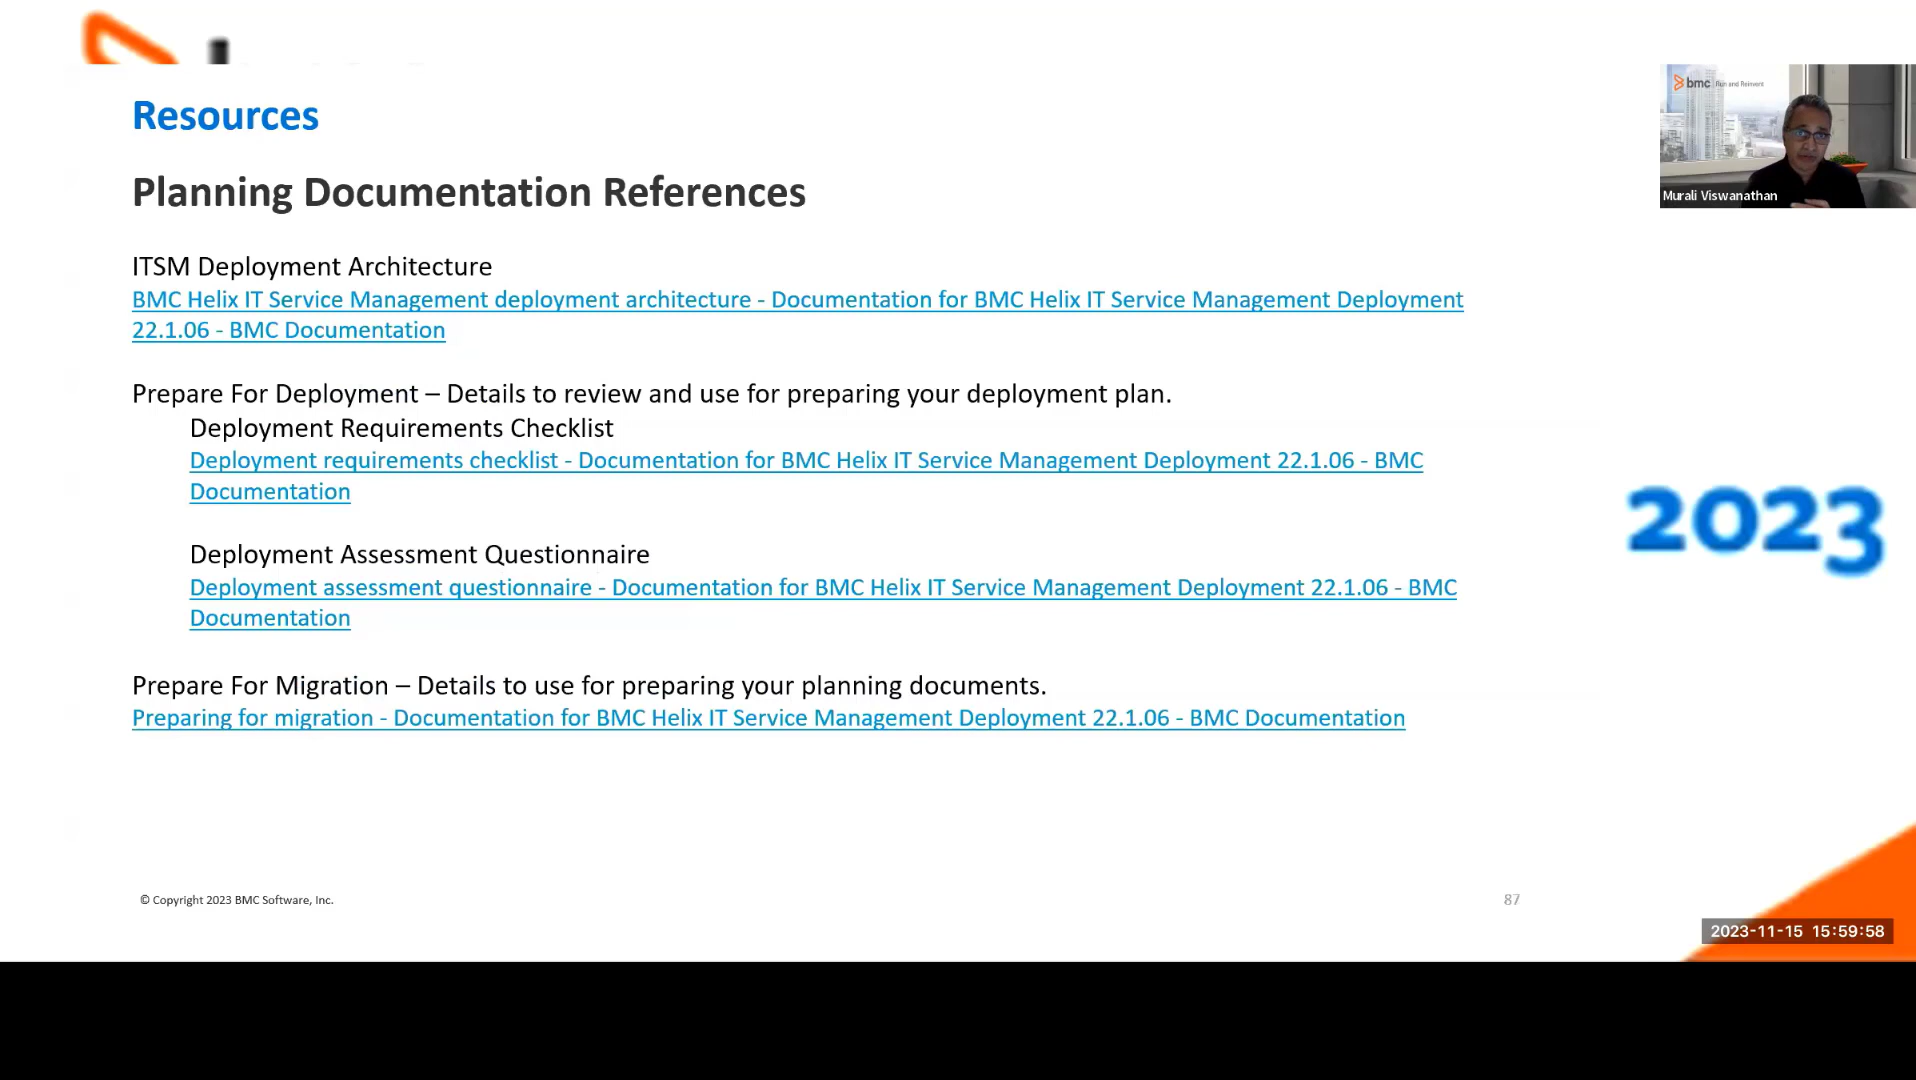 Resources
bmc Run and Reinvent
Planning Documentation References
Murali Viswanathan
ITSM Deployment Architecture
BMC Helix IT Service Management deployment architecture - Documentation for BMC Helix IT Service Management Deployment
22.1.06 - BMC Documentation
Prepare For Deployment – Details to review and use for preparing your deployment plan.
Deployment Requirements Checklist
Deployment requirements checklist - Documentation for BMC Helix IT Service Management Deployment 22.1.06 - BMC
Documentation
2023
Deployment Assessment Questionnaire
Deployment assessment questionnaire - Documentation for BMC Helix IT Service Management Deployment 22.1.06 - BMC
Documentation
Prepare For Migration – Details to use for preparing your planning documents.
Preparing for migration - Documentation for BMC Helix IT Service Management Deployment 22.1.06 - BMC Documentation
© Copyright 2023 BMC Software, Inc.
87
2023-11-15 15:59:58